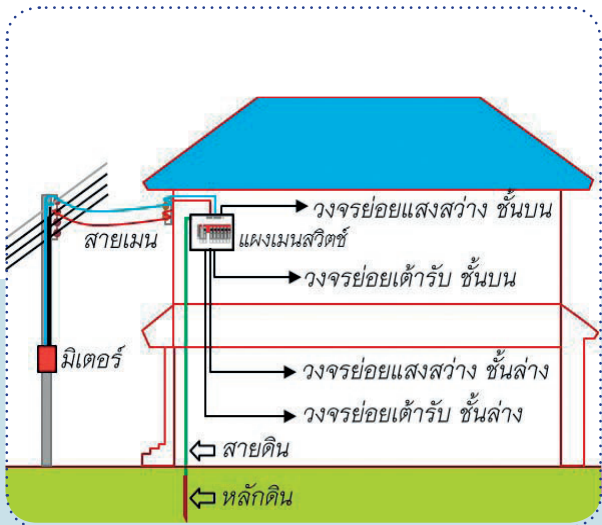 วงจรย่อยแสงสว่าง ชั้นบน
สายเมน
แผงเมนสวิตช์
วงจรย่อยเต้ารับ ชั้นบน
มิเตอร์
วงจรย่อยแสงสว่าง ชั้นล่าง
วงจรย่อยเต้ารับ ชั้นล่าง
สายดิน
หลักดิน